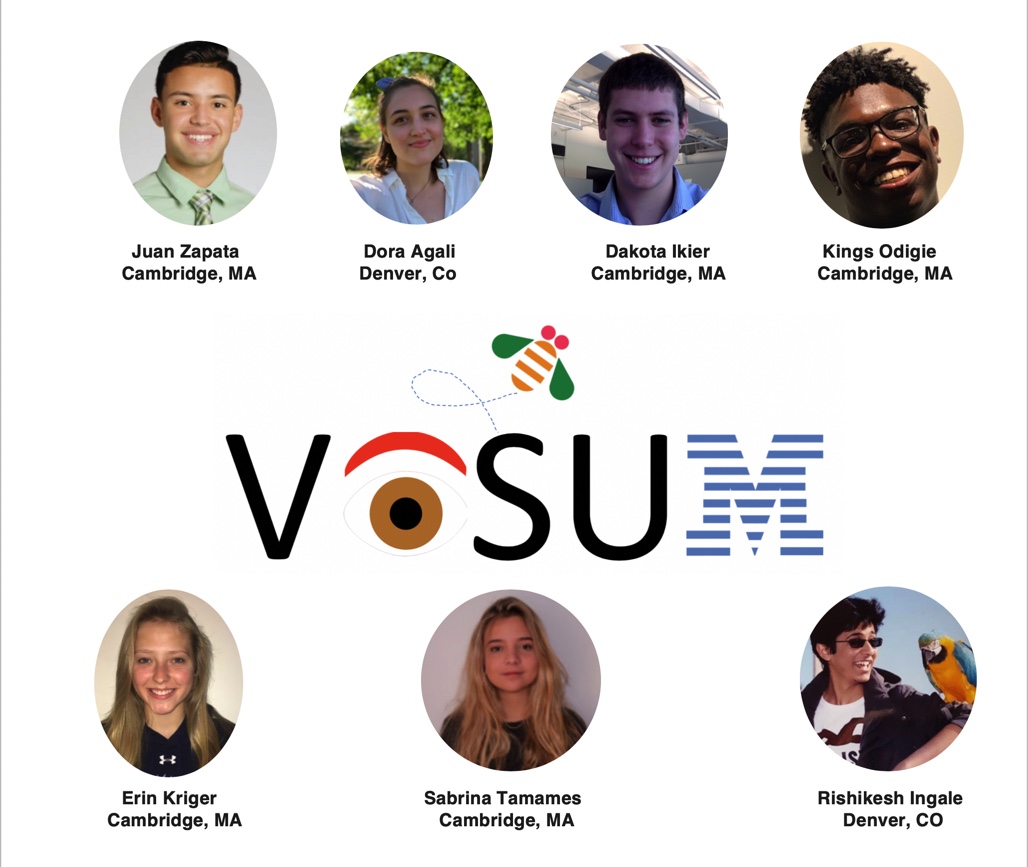 Juan Zapata
Cambridge, MA
Dora Agali
Denver, Co
Dakota Ikier
Cambridge, MA
Kings Odigie
Cambridge, MA
VOSUM
Erin Kriger
Cambridge, MA
Sabrina Tamames
Cambridge, MA
Rishikesh Ingale
Denver, CO